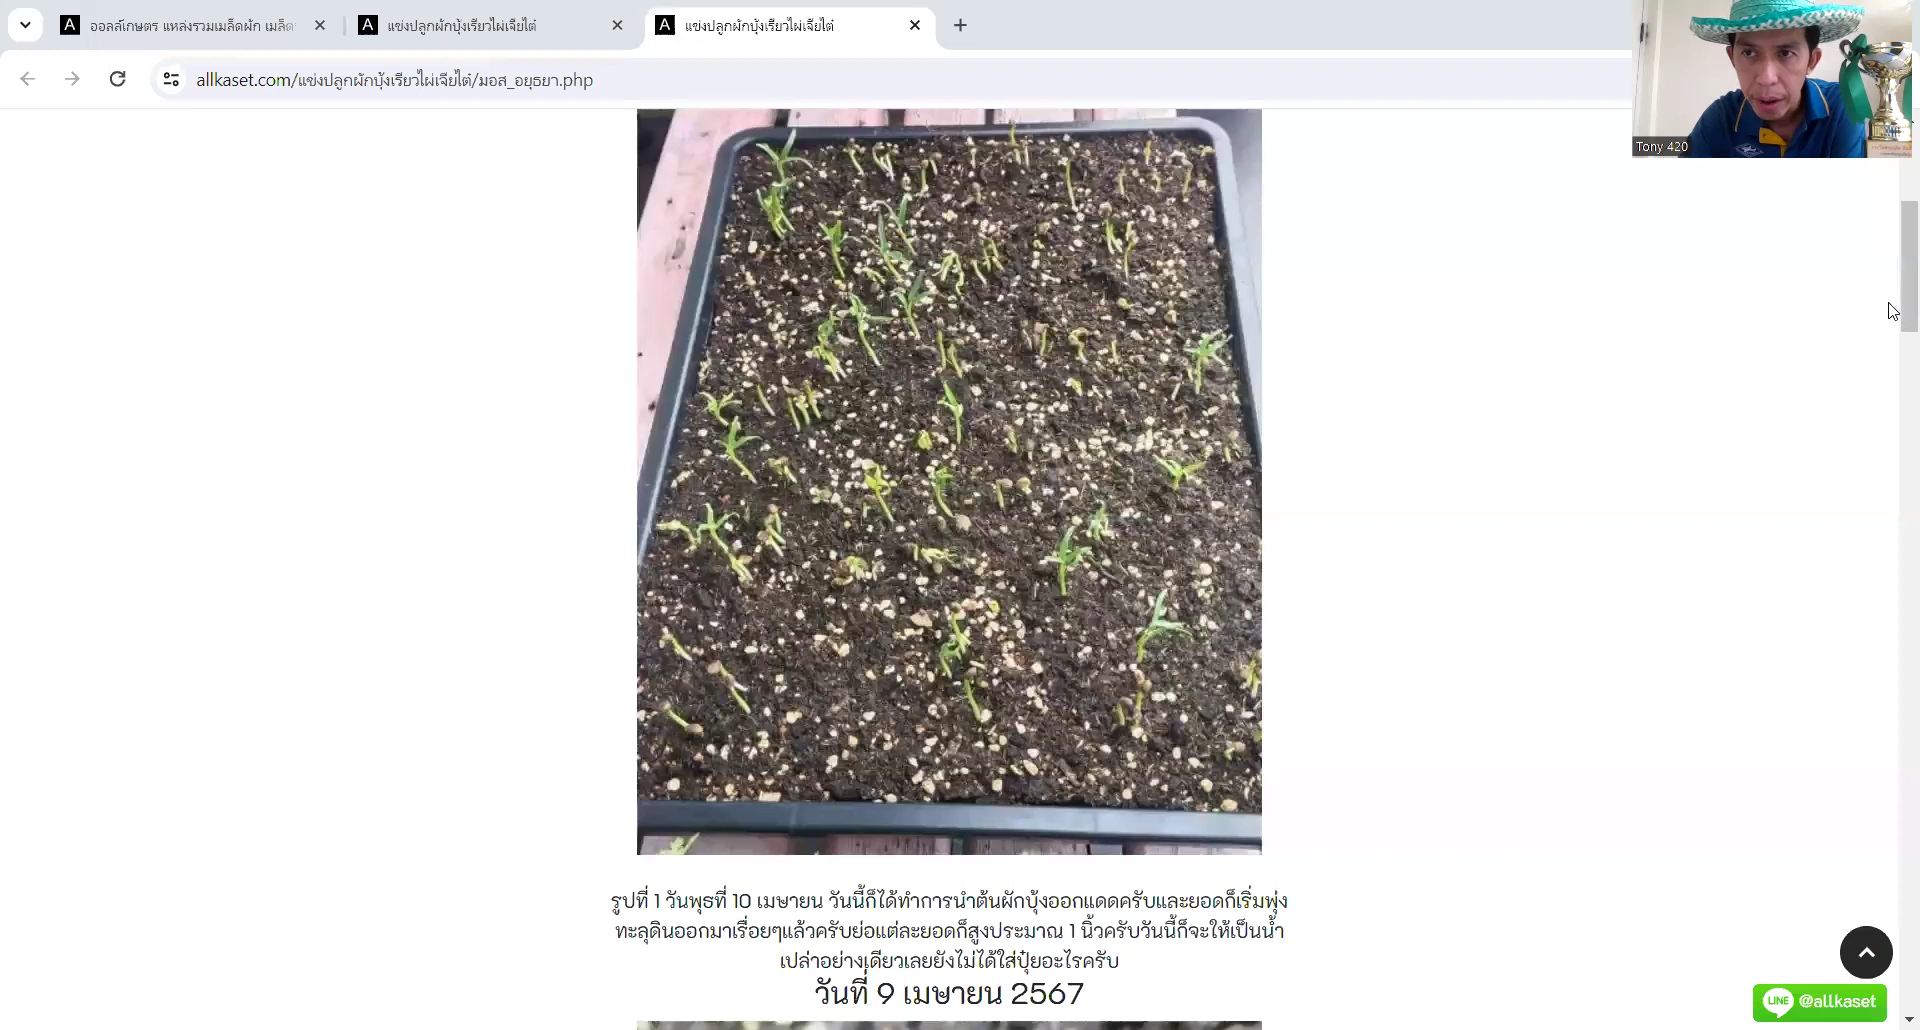 ออลล์เกษตร แหล่งรวมเมล็ดผัก เมล็ด
แข่งปลูกผักบุ้งเรียวไผ่เจียไต๋
แข่งปลูกผักบุ้งเรียวไผ่เจียไต๋
allkaset.com/แข่งปลูกผักบุ้งเรียวไผ่เจียไต๋/มอส_อยุธยา.php
Tony 420
รูปที่ 1 วันพุธที่ 10 เมษายน วันนี้ก็ได้ทำการนำต้นผักบุ้งออกแดดครับและยอดก็เริ่มพุ่ง
ทะลุดินออกมาเรื่อยๆแล้วครับย่อแต่ละยอดก็สูงประมาณ 1 นิ้วครับวันนี้ก็จะให้เป็นน้ำ
เปล่าอย่างเดียวเลยยังไม่ได้ใส่ปุ๋ยอะไรครับ
วันที่ 9 เมษายน 2567
LINE @allkaset